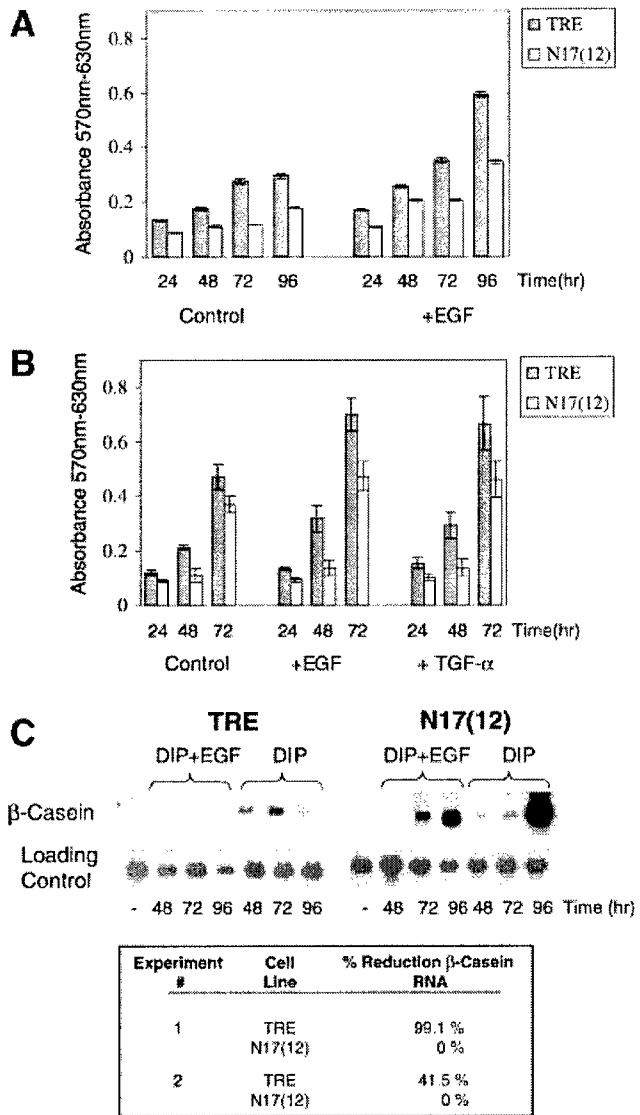 A
Absorbance 570nm-630nm
0.8
0.6
0.4
0.2
0
TRE
N17(12)
24 48 72 96 24 48 72 96 Time(hr)
Control +EGF
B
Absorbance 570nm-630nm
0.8
0.6
0.4
0.2
0
TRE
N17(12)
24 48 72 24 48 72 24 48 72 Time(hr)
Control +EGF + TGF-α
C
TRE N17(12)
DIP+EGF DIP DIP+EGF DIP
β-Casein
Loading
Control
- 48 72 96 48 72 96 - 48 72 96 48 72 96 Time (hr)
Experiment Cell % Reduction β-Casein
# Line RNA
1 TRE 99.1 %
N17(12) 0 %
2 TRE 41.5 %
N17(12) 0 %